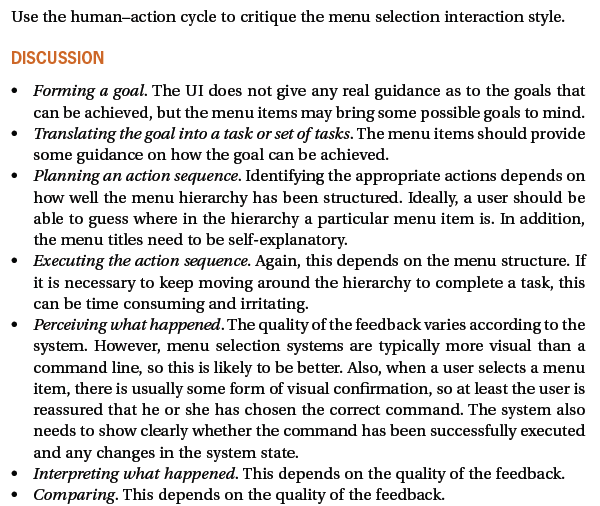 Use the human–action cycle to critique the menu selection interaction style.
DISCUSSION
• Forming a goal. The UI does not give any real guidance as to the goals that
can be achieved, but the menu items may bring some possible goals to mind.
• Translating the goal into a task or set of tasks. The menu items should provide
some guidance on how the goal can be achieved.
• Planning an action sequence. Identifying the appropriate actions depends on
how well the menu hierarchy has been structured. Ideally, a user should be
able to guess where in the hierarchy a particular menu item is. In addition,
the menu titles need to be self-explanatory.
• Executing the action sequence. Again, this depends on the menu structure. If
it is necessary to keep moving around the hierarchy to complete a task, this
can be time consuming and irritating.
• Perceiving what happened. The quality of the feedback varies according to the
system. However, menu selection systems are typically more visual than a
command line, so this is likely to be better. Also, when a user selects a menu
item, there is usually some form of visual confirmation, so at least the user is
reassured that he or she has chosen the correct command. The system also
needs to show clearly whether the command has been successfully executed
and any changes in the system state.
• Interpreting what happened. This depends on the quality of the feedback.
• Comparing. This depends on the quality of the feedback.